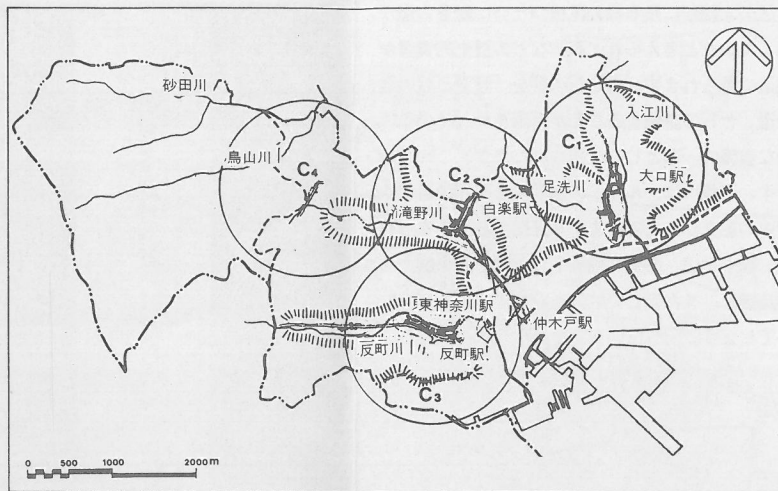 砂田川
入江川
C₁
鳥山川
C₄
C₂
足洗川
大口駅
滝野川
白楽駅
東神奈川駅
仲木戸駅
反町川
反町駅
C₃
0 500 1000 2000m